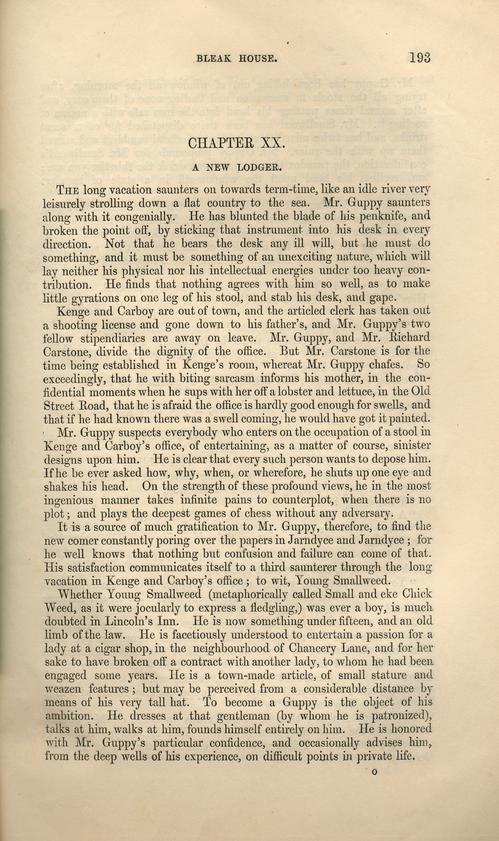 BLEAK HOUSE. 193
CHAPTER XX.
A NEW LODGER.
THE long vacation saunters on towards term-time, like an idle river very
leisurely strolling down a flat country to the sea. Mr. Guppy saunters
along with it congenially. He has blunted the blade of his penknife, and
broken the point off, by sticking that instrument into his desk in every
direction. Not that he bears the desk any ill will, but he must do
something, and it must be something of an unexciting nature, which will
lay neither his physical nor his intellectual energies under too heavy con-
tribution. He finds that nothing agrees with him so well, as to make
little gyrations on one leg of his stool, and stab his desk, and gape.
Kenge and Carboy are out of town, and the articled clerk has taken out
a shooting license and gone down to his father's, and Mr. Guppy's two
fellow stipendiaries are away on leave. Mr. Guppy, and Mr. Richard
Carstone, divide the dignity of the office. But Mr. Carstone is for the
time being established in Kenge's room, whereat Mr. Guppy chafes. So
exceedingly, that he with biting sarcasm informs his mother, in the con-
fidential moments when he sups with her off a lobster and lettuce, in the Old
Street Road, that he is afraid the office is hardly good enough for swells, and
that if he had known there was a swell coming, he would have got it painted.
Mr. Guppy suspects everybody who enters on the occupation of a stool in
Kenge and Carboy's office, of entertaining, as a matter of course, sinister
designs upon him. He is clear that every such person wants to depose him.
If he be ever asked how, why, when, or wherefore, he shuts up one eye and
shakes his head. On the strength of these profound views, he in the most
ingenious manner takes infinite pains to counterplot, when there is no
plot; and plays the deepest games of chess without any adversary.
It is a source of much gratification to Mr. Guppy, therefore, to find the
new comer constantly poring over the papers in Jarndyce and Jarndyce; for
he well knows that nothing but confusion and failure can come of that.
His satisfaction communicates itself to a third saunterer through the long
vacation in Kenge and Carboy's office; to wit, Young Smallweed.
Whether Young Smallweed (metaphorically called Small and eke Chick
Weed, as it were jocularly to express a fledgling,) was ever a boy, is much
doubted in Lincoln's Inn. He is now something under fifteen, and an old
limb of the law. He is facetiously understood to entertain a passion for a
lady at a cigar shop, in the neighbourhood of Chancery Lane, and for her
sake to have broken off a contract with another lady, to whom he had been
engaged some years. He is a town-made article, of small stature and
weazen features; but may be perceived from a considerable distance by
means of his very tall hat. To become a Guppy is the object of his
ambition. He dresses at that gentleman (by whom he is patronized),
talks at him, walks at him, founds himself entirely on him. He is honored
with Mr. Guppy's particular confidence, and occasionally advises him,
from the deep wells of his experience, on difficult points in private life.
O